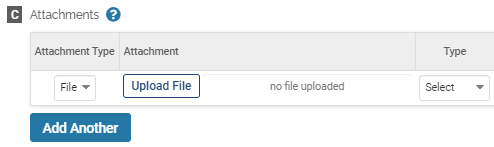 C Attachments ?
Attachment Type Attachment Type
File Upload File no file uploaded Select
Add Another